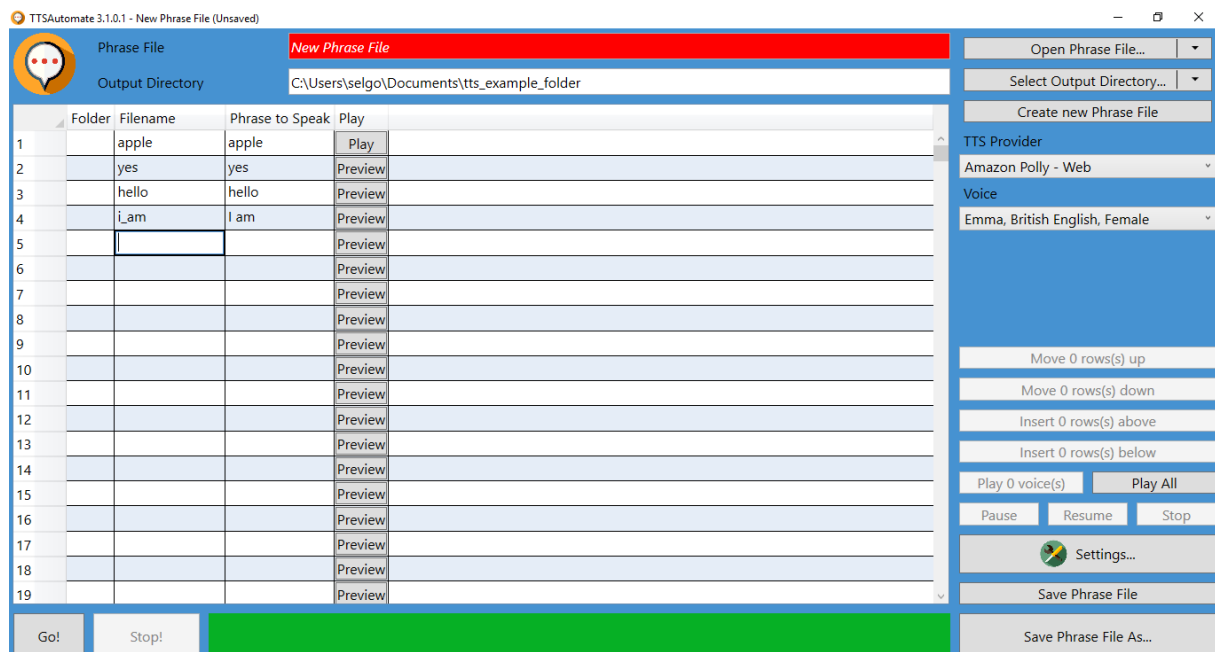 TTSAutomate 3.1.0.1 - New Phrase File (Unsaved)
Phrase File
New Phrase File
Open Phrase File...
Output Directory
C:\Users\selgo\Documents\tts_example_folder
Select Output Directory...
Create new Phrase File
Folder Filename Phrase to Speak Play
1 apple apple Play
2 yes yes Preview
3 hello hello Preview
4 i_am I am Preview
5 Preview
6 Preview
7 Preview
8 Preview
9 Preview
10 Preview
11 Preview
12 Preview
13 Preview
14 Preview
15 Preview
16 Preview
17 Preview
18 Preview
19 Preview
TTS Provider
Amazon Polly - Web
Voice
Emma, British English, Female
Move 0 rows(s) up
Move 0 rows(s) down
Insert 0 rows(s) above
Insert 0 rows(s) below
Play 0 voice(s) Play All
Pause Resume Stop
Settings...
Save Phrase File
Go! Stop!
Save Phrase File As...